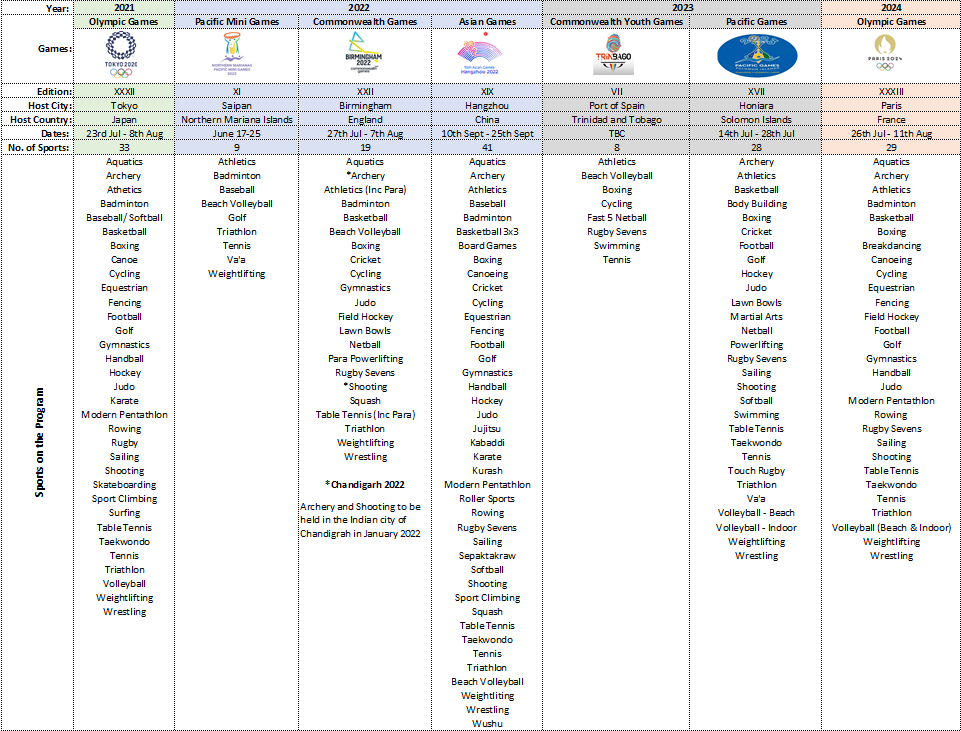 Year: 2021 2022 2023 2024
Olympic Games Pacific Mini Games Commonwealth Games Asian Games Commonwealth Youth Games Pacific Games Olympic Games
Games:
TOKYO 2020
NORTHERN MARIANAS
PACIFIC MINI GAMES
2022
BIRMINGHAM
2022
commonwealth
games
19th Asian Games
Hangzhou 2022
TRINBAGO
PACIFIC GAMES
PARIS 2024
Edition: XXXII XI XXII XIX VII XVII XXXIII
Host City: Tokyo Saipan Birmingham Hangzhou Port of Spain Honiara Paris
Host Country: Japan Northern Mariana Islands England China Trinidad and Tobago Solomon Islands France
Dates: 23rd Jul - 8th Aug June 17-25 27th Jul - 7th Aug 10th Sept - 25th Sept TBC 14th Jul - 28th Jul 26th Jul - 11th Aug
No. of Sports: 33 9 19 41 8 28 29
Sports on the Program
Aquatics
Archery
Athetics
Badminton
Baseball/ Softball
Basketball
Boxing
Canoe
Cycling
Equestrian
Fencing
Football
Golf
Gymnastics
Handball
Hockey
Judo
Karate
Modern Pentathlon
Rowing
Rugby
Sailing
Shooting
Skateboarding
Sport Climbing
Surfing
Table Tennis
Taekwondo
Tennis
Triathlon
Volleyball
Weightlifting
Wrestling
Athletics
Badminton
Baseball
Beach Volleyball
Golf
Triathlon
Tennis
Va'a
Weightlifting
Aquatics
*Archery
Athletics (Inc Para)
Badminton
Basketball
Beach Volleyball
Boxing
Cricket
Cycling
Gymnastics
Judo
Field Hockey
Lawn Bowls
Netball
Para Powerlifting
Rugby Sevens
*Shooting
Squash
Table Tennis (Inc Para)
Triathlon
Weightlifting
Wrestling
*Chandigarh 2022
Archery and Shooting to be
held in the Indian city of
Chandigrah in January 2022
Aquatics
Archery
Athletics
Baseball
Badminton
Basketball 3x3
Board Games
Boxing
Canoeing
Cricket
Cycling
Equestrian
Fencing
Football
Golf
Gymnastics
Handball
Hockey
Judo
Jujitsu
Kabaddi
Karate
Kurash
Modern Pentathlon
Roller Sports
Rowing
Rugby Sevens
Sailing
Sepaktakraw
Softball
Shooting
Sport Climbing
Squash
Table Tennis
Taekwondo
Tennis
Triathlon
Beach Volleyball
Weightliting
Wrestling
Wushu
Athletics
Beach Volleyball
Boxing
Cycling
Fast 5 Netball
Rugby Sevens
Swimming
Tennis
Archery
Athletics
Basketball
Body Building
Boxing
Cricket
Football
Golf
Hockey
Judo
Lawn Bowls
Martial Arts
Netball
Powerlifting
Rugby Sevens
Sailing
Shooting
Softball
Swimming
Table Tennis
Taekwondo
Tennis
Touch Rugby
Triathlon
Va'a
Volleyball - Beach
Volleyball - Indoor
Weightlifting
Wrestling
Aquatics
Archery
Athletics
Badminton
Basketball
Boxing
Breakdancing
Canoeing
Cycling
Equestrian
Fencing
Field Hockey
Football
Golf
Gymnastics
Handball
Judo
Modern Pentathlon
Rowing
Rugby Sevens
Sailing
Shooting
Table Tennis
Taekwondo
Tennis
Triathlon
Volleyball (Beach & Indoor)
Weightlifting
Wrestling